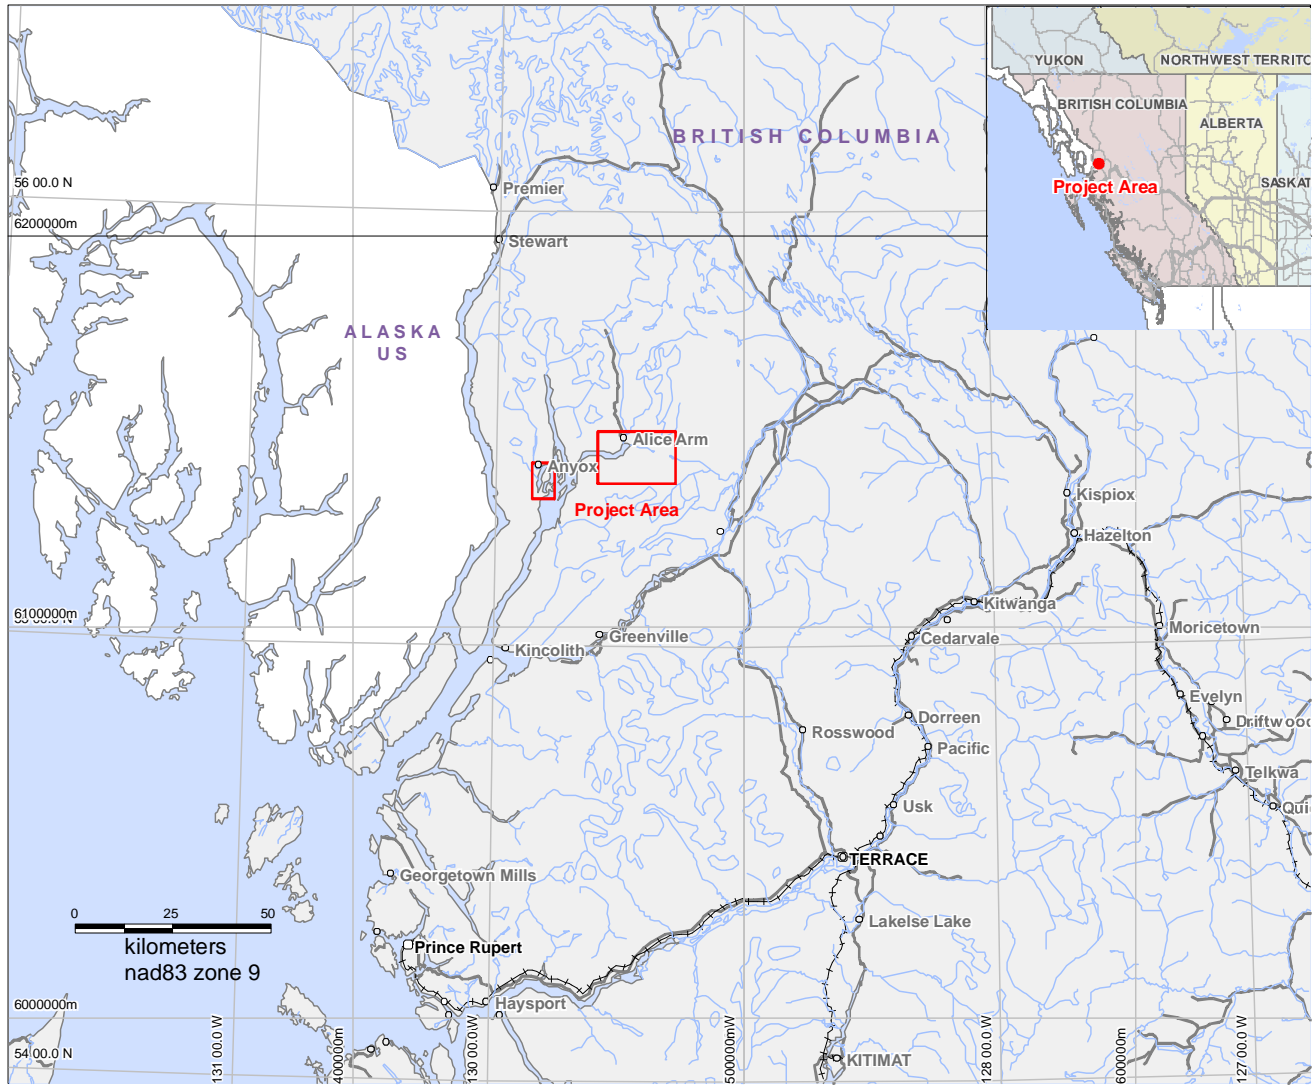 YUKON
NORTHWEST TERRITO
BRITISH COLUMBIA
ALBERTA
SASKAT
Project Area
BRITISH COLUMBIA
56 00.0 N
6200000m
Premier
Stewart
ALASKA
US
Alice Arm
Anyox
Project Area
Kispiox
Hazelton
Kitwanga
Moricetown
6100000m
Greenville
Cedarvale
Kincolith
Evelyn
Driftwood
Dorreen
Rosswood
Pacific
Telkwa
Usk
Qui
TERRACE
Georgetown Mills
0 25 50
kilometers
nad83 zone 9
Lakelse Lake
Prince Rupert
6000000m
Haysport
54 00.0 N
131 00.0 W
400000m
130 00.0 W
500000mW
128 00.0 W
600000m
127 00.0 W
KITIMAT